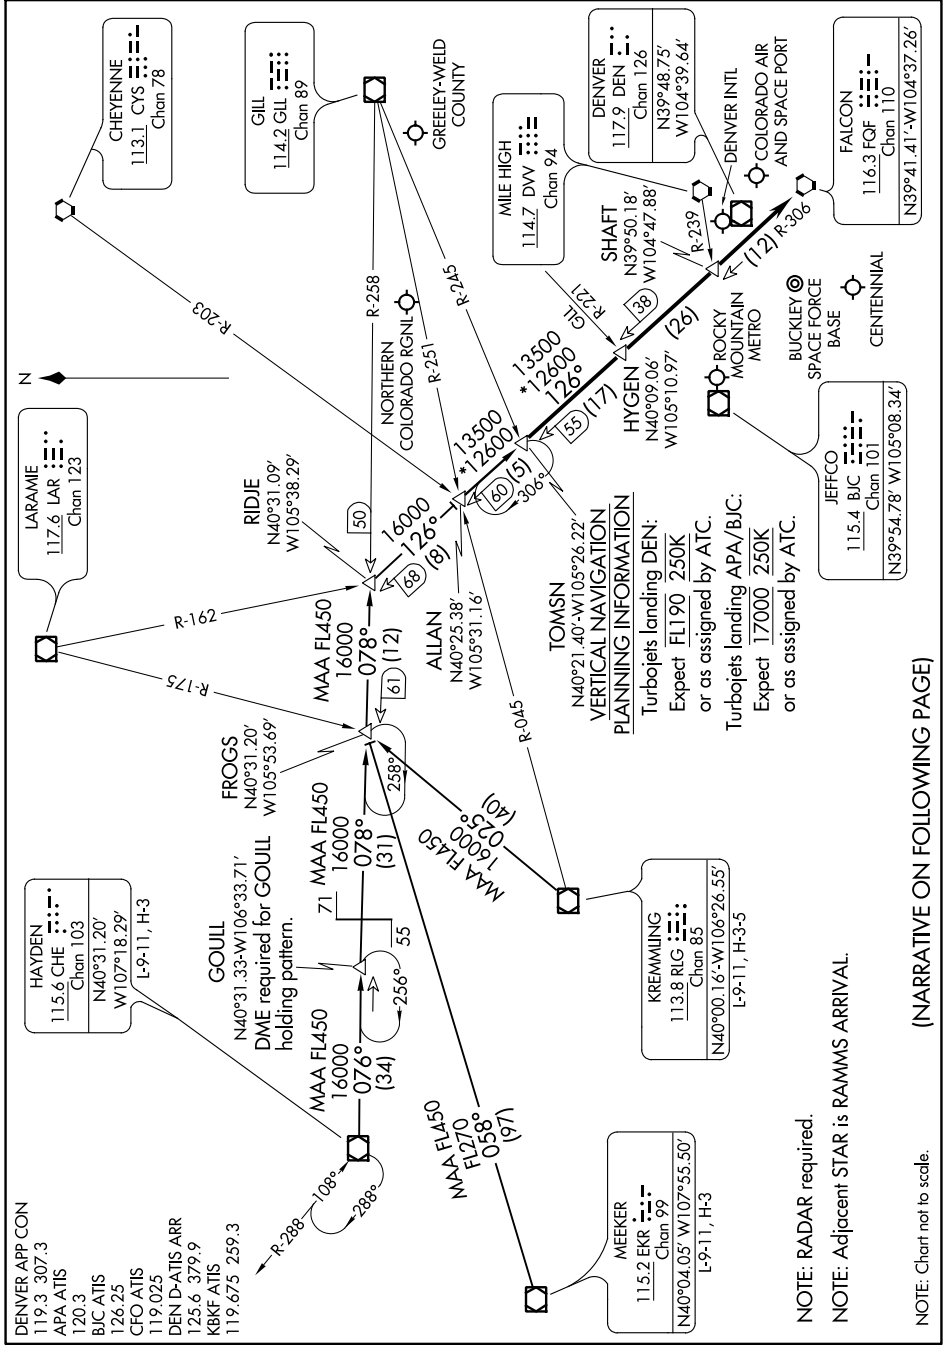 DENVER APP CON
119.3 307.3
APA ATIS
120.3
BJC ATIS
126.25
CFO ATIS
119.025
DEN D-ATIS ARR
125.6 379.9
KBKF ATIS
119.675 259.3
HAYDEN
115.6 CHE
Chan 103
N40°31.20'
W107°18.29'
L-9-11, H-3
LARAMIE
117.6 LAR
Chan 123
CHEYENNE
113.1 CYS
Chan 78
GILL
114.2 GLL
Chan 89
GREELEY-WELD
COUNTY
N
R-203
R-258
R-251
R-245
NORTHERN
COLORADO RGNL
R-162
R-175
RIDJE
N40°31.09'
W105°38.29'
FROGS
N40°31.20'
W105°53.69'
GOULL
N40°31.33'-W106°33.71'
DME required for GOULL
holding pattern.
R-288
108°
288°
MAA FL450
16000
076°
(34)
256°
71
55
MAA FL450
16000
078°
(31)
258°
61
MAA FL450
16000
078°
(12)
68
50
16000
126°
(8)
ALLAN
N40°25.38'
W105°31.16'
13500
*12600
60
(5)
306°
TOMSN
N40°21.40'-W105°26.22'
13500
*12600
126°
55
(17)
GLL
R-221
38
HYGEN
N40°09.06'
W105°10.97'
(26)
SHAFT
N39°50.18'
W104°47.88'
R-239
(12)
R-306
MILE HIGH
114.7 DVV
Chan 94
DENVER
117.9 DEN
Chan 126
N39°48.75'
W104°39.64'
DENVER INTL
COLORADO AIR
AND SPACE PORT
FALCON
116.3 FQF
Chan 110
N39°41.41'-W104°37.26'
ROCKY
MOUNTAIN
METRO
BUCKLEY
SPACE FORCE
BASE
CENTENNIAL
JEFFCO
115.4 BJC
Chan 101
N39°54.78' W105°08.34'
VERTICAL NAVIGATION
PLANNING INFORMATION
Turbojets landing DEN:
Expect FL190 250K
or as assigned by ATC.
Turbojets landing APA/BJC:
Expect 17000 250K
or as assigned by ATC.
R-045
MAA FL450
16000
025°
(40)
MAA FL450
FL270
058°
(97)
KREMMLING
113.8 RLG
Chan 85
N40°00.16'-W106°26.55'
L-9-11, H-3-5
MEEKER
115.2 EKR
Chan 99
N40°04.05' W107°55.50'
L-9-11, H-3
NOTE: RADAR required.
NOTE: Adjacent STAR is RAMMS ARRIVAL.
NOTE: Chart not to scale.
(NARRATIVE ON FOLLOWING PAGE)